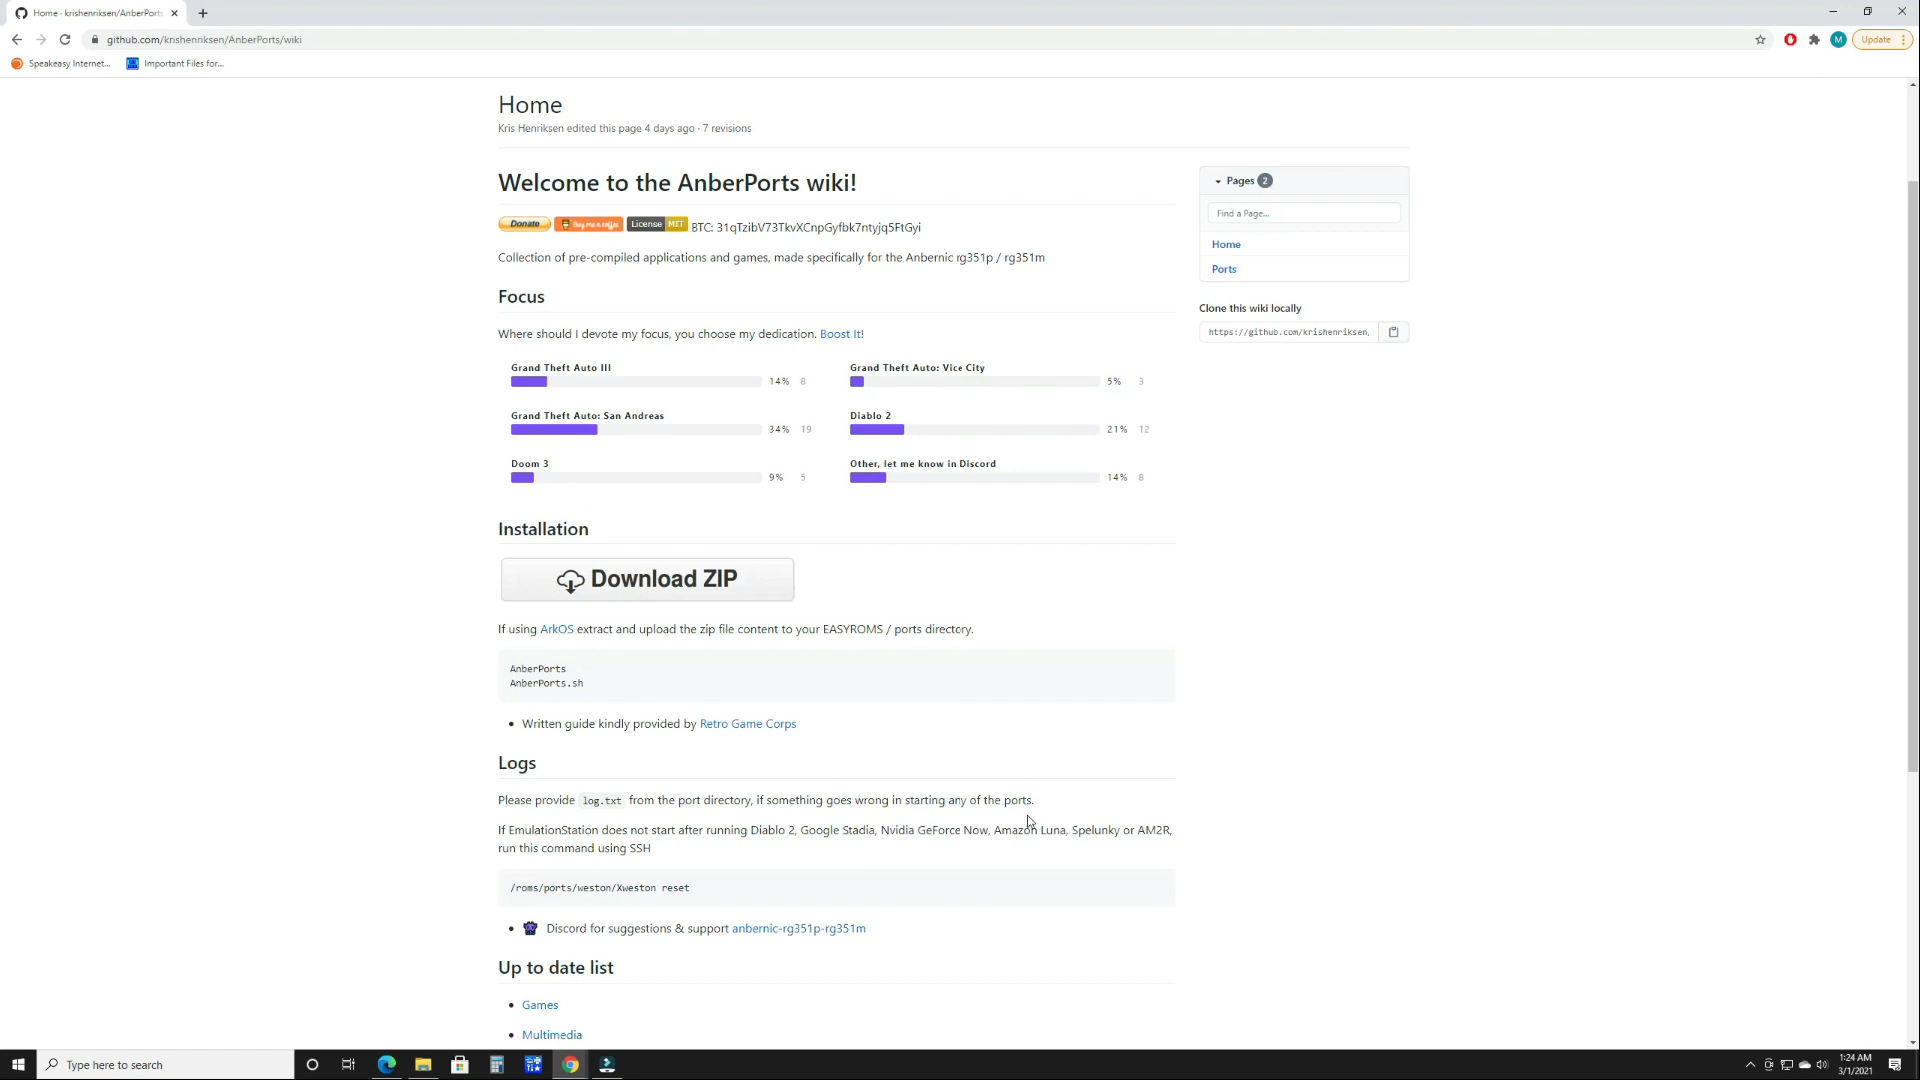 Home · krishenriksen/AnberPorts
github.com/krishenriksen/AnberPorts/wiki
M
Update
Speakeasy Internet...
Important Files for...
Home
Kris Henriksen edited this page 4 days ago · 7 revisions
Welcome to the AnberPorts wiki!
Donate
Buy me a coffee
License MIT
BTC: 31qTzibV73TkvXCnpGyfbk7ntyjq5FtGyi
Collection of pre-compiled applications and games, made specifically for the Anbernic rg351p / rg351m
Focus
Where should I devote my focus, you choose my dedication. Boost It!
Grand Theft Auto III
14% 8
Grand Theft Auto: Vice City
5% 3
Grand Theft Auto: San Andreas
34% 19
Diablo 2
21% 12
Doom 3
9% 5
Other, let me know in Discord
14% 8
Installation
Download ZIP
If using ArkOS extract and upload the zip file content to your EASYROMS / ports directory.
AnberPorts
AnberPorts.sh
Written guide kindly provided by Retro Game Corps
Logs
Please provide log.txt from the port directory, if something goes wrong in starting any of the ports.
If EmulationStation does not start after running Diablo 2, Google Stadia, Nvidia GeForce Now, Amazon Luna, Spelunky or AM2R,
run this command using SSH
/roms/ports/weston/Xweston reset
Discord for suggestions & support anbernic-rg351p-rg351m
Up to date list
Games
Multimedia
Pages 2
Find a Page...
Home
Ports
Clone this wiki locally
https://github.com/krishenriksen,
Type here to search
1:24 AM
3/1/2021